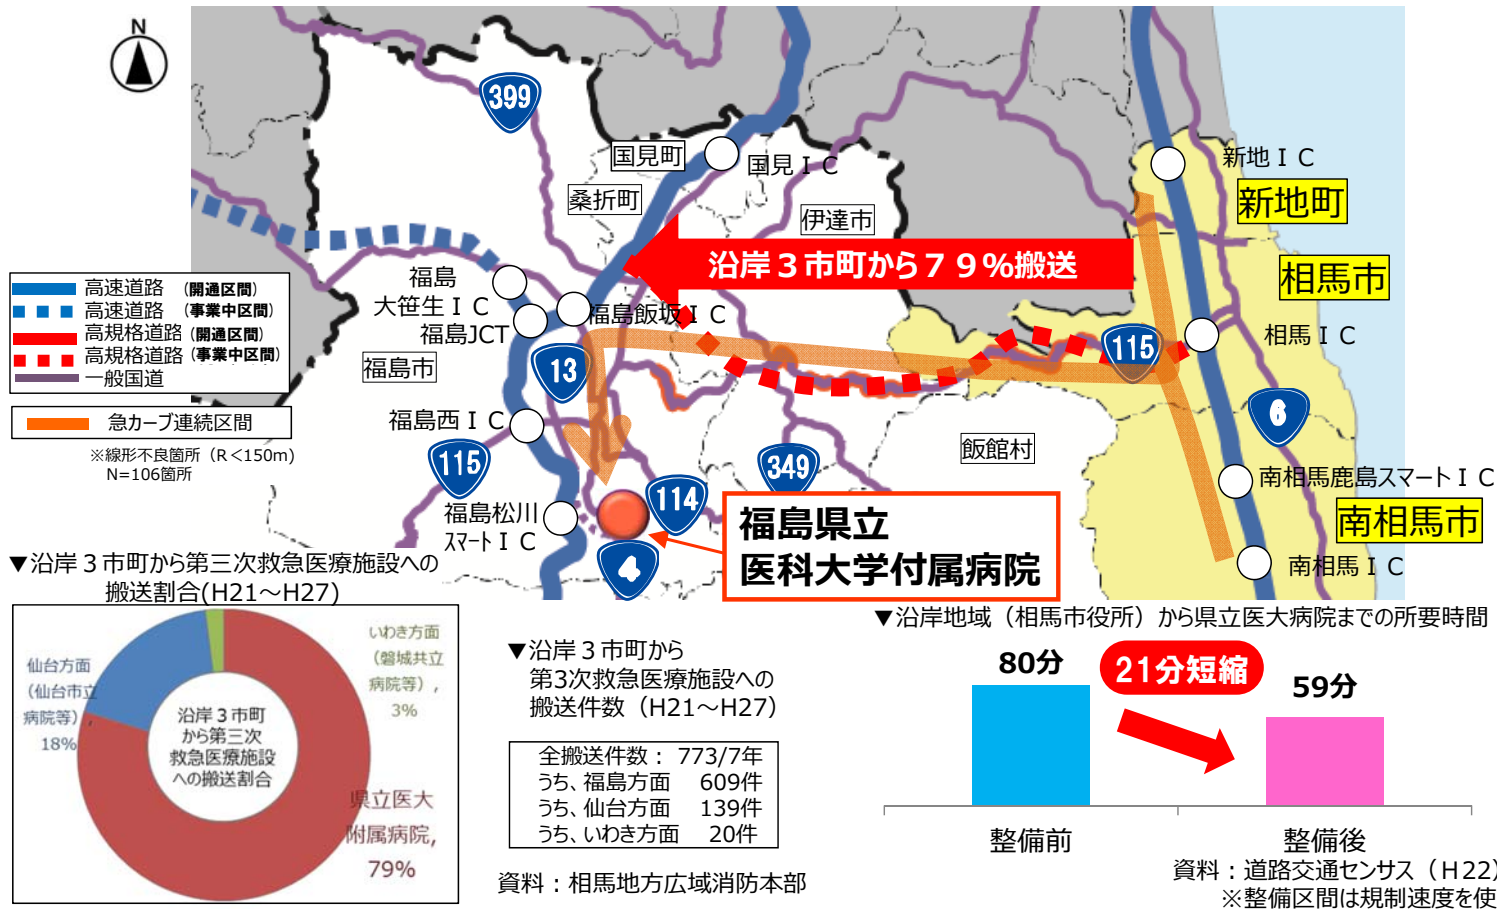 N
399
国見町
国見ＩＣ
桑折町
伊達市
新地ＩＣ
新地町
相馬市
沿岸３市町から７９％搬送
高速道路 (開通区間)
高速道路 (事業中区間)
高規格道路 (開通区間)
高規格道路 (事業中区間)
一般国道
急カーブ連続区間
※線形不良箇所（R＜150m)
N=106箇所
福島
大笹生ＩＣ
福島JCT
福島飯坂ＩＣ
相馬ＩＣ
115
13
福島市
6
福島西ＩＣ
115
飯館村
349
南相馬鹿島スマートＩＣ
南相馬市
114
福島松川
ｽﾏｰﾄＩＣ
4
福島県立
医科大学付属病院
南相馬ＩＣ
▼沿岸３市町から第三次救急医療施設への
搬送割合(H21～H27)
仙台方面
（仙台市立
病院等）,
18%
いわき方面
（磐城共立
病院等）,
3%
沿岸３市町
から第三次
救急医療施設
への搬送割合
県立医大
附属病院,
79%
▼沿岸３市町から
第3次救急医療施設への
搬送件数（H21～H27）
全搬送件数：773/7年
うち、福島方面 609件
うち、仙台方面 139件
うち、いわき方面 20件
資料：相馬地方広域消防本部
▼沿岸地域（相馬市役所）から県立医大病院までの所要時間
80分
21分短縮
59分
整備前
整備後
資料：道路交通センサス（H22）
※整備区間は規制速度を使